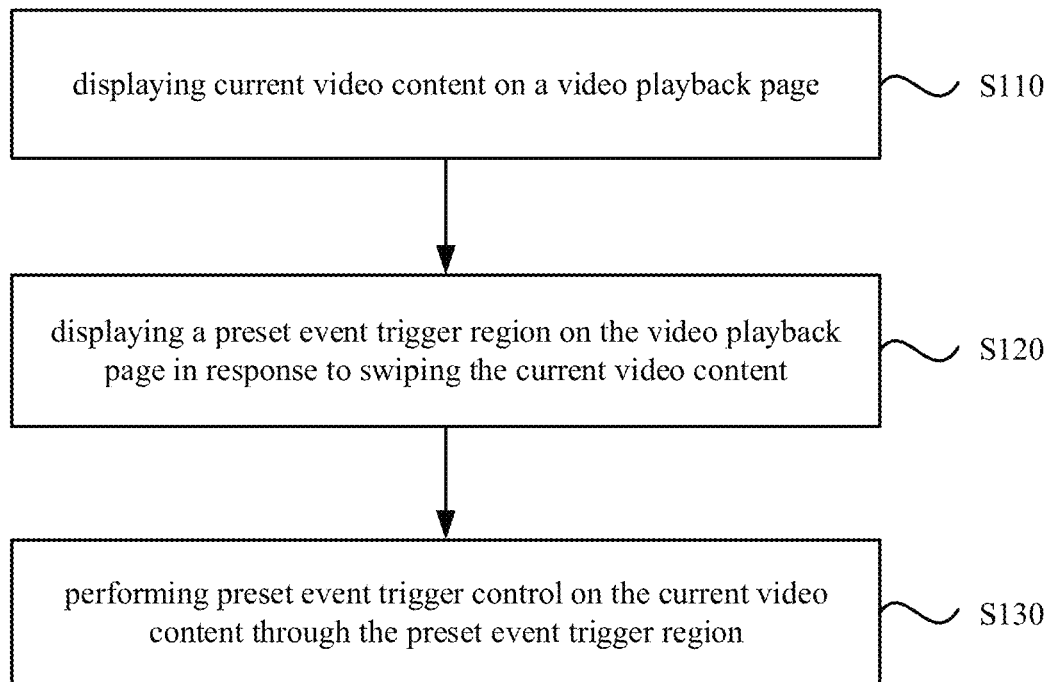 displaying current video content on a video playback page
S110
displaying a preset event trigger region on the video playback
page in response to swiping the current video content
S120
performing preset event trigger control on the current video
content through the preset event trigger region
S130